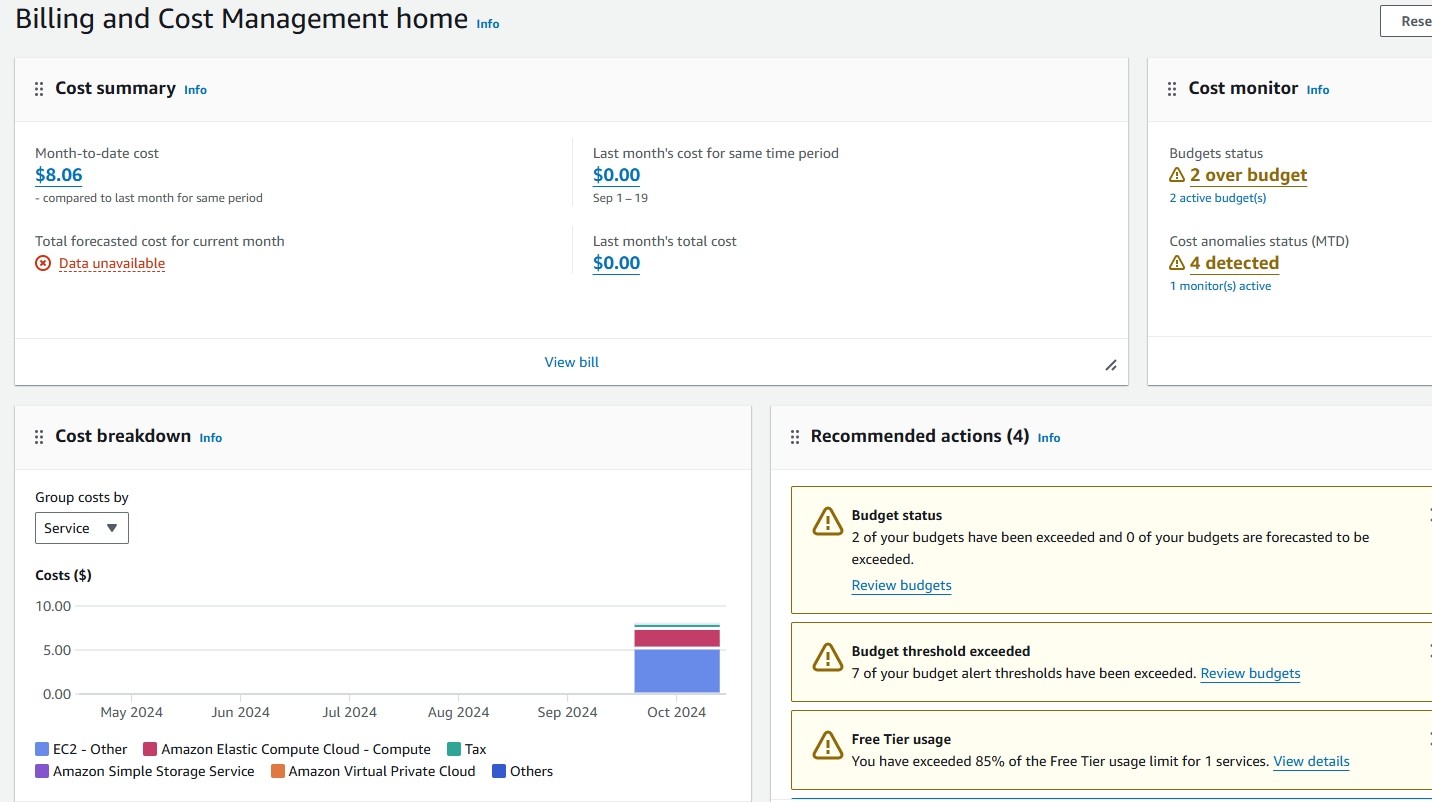 Billing and Cost Management home Info
Rese
Cost summary Info
Month-to-date cost
$8.06
- compared to last month for same period
Last month's cost for same time period
$0.00
Sep 1 – 19
Total forecasted cost for current month
Data unavailable
Last month's total cost
$0.00
View bill
Cost monitor Info
Budgets status
2 over budget
2 active budget(s)
Cost anomalies status (MTD)
4 detected
1 monitor(s) active
Cost breakdown Info
Group costs by
Service
Costs ($)
10.00
5.00
0.00
May 2024 Jun 2024 Jul 2024 Aug 2024 Sep 2024 Oct 2024
EC2 - Other Amazon Elastic Compute Cloud - Compute Tax
Amazon Simple Storage Service Amazon Virtual Private Cloud Others
Recommended actions (4) Info
Budget status
2 of your budgets have been exceeded and 0 of your budgets are forecasted to be
exceeded.
Review budgets
Budget threshold exceeded
7 of your budget alert thresholds have been exceeded. Review budgets
Free Tier usage
You have exceeded 85% of the Free Tier usage limit for 1 services. View details